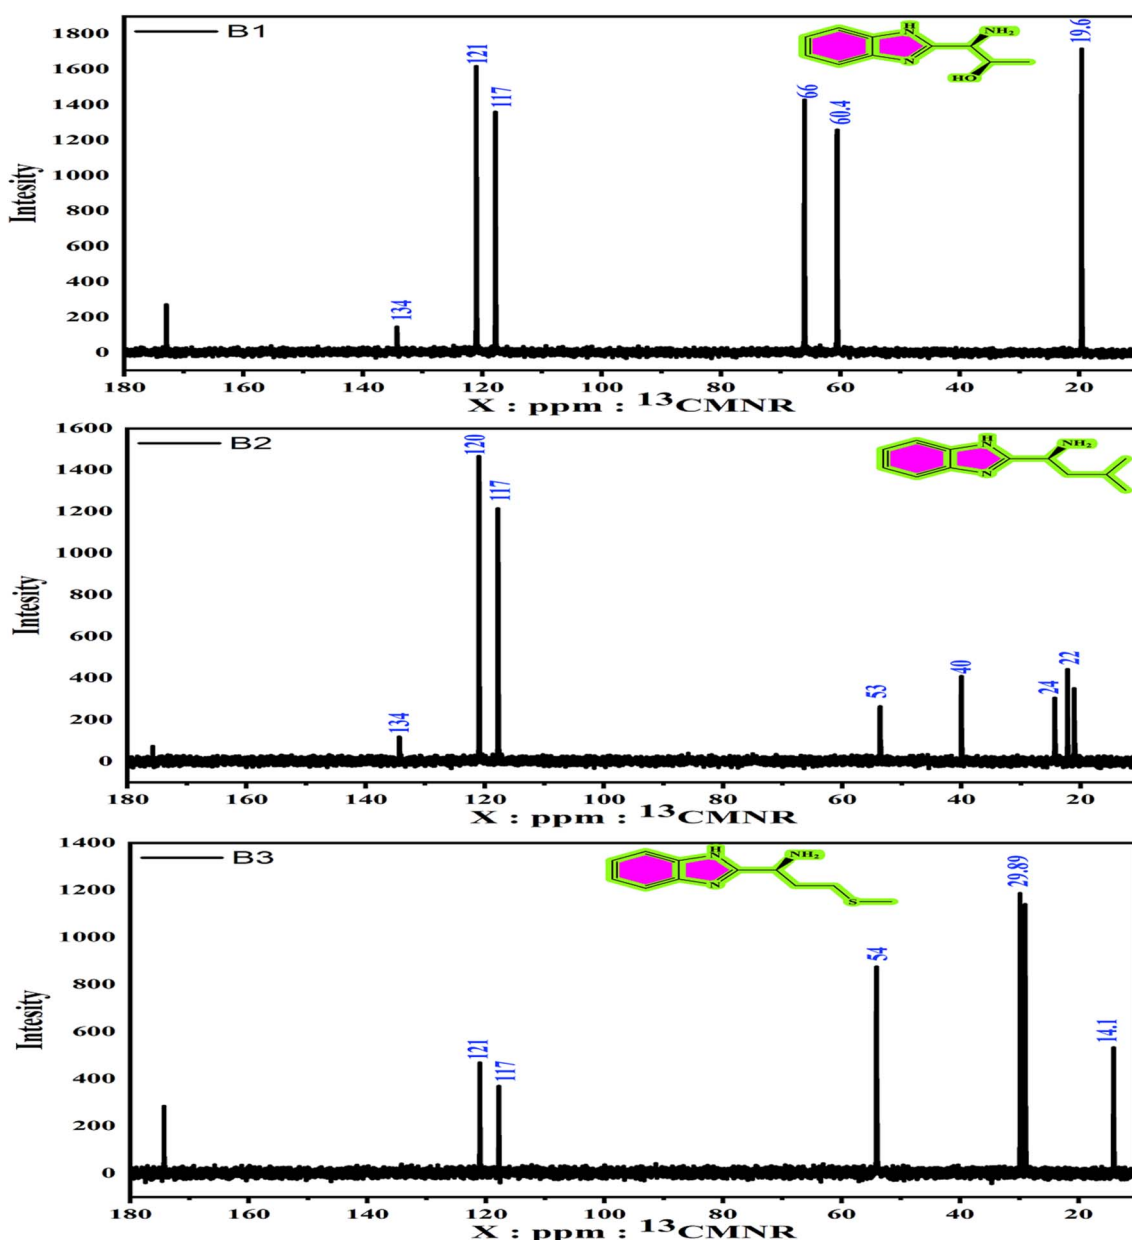 B1
Intesity
1800
1600
1400
1200
1000
800
600
400
200
0
134
121
117
66
60.4
19.6
H
N
N
NH₂
HO
180 160 140 120 100 80 60 40 20
X : ppm : ¹³CMNR
B2
Intesity
1600
1400
1200
1000
800
600
400
200
0
134
120
117
53
40
24
22
H
N
N
NH₂
180 160 140 120 100 80 60 40 20
X : ppm : ¹³CMNR
B3
Intesity
1400
1200
1000
800
600
400
200
0
121
117
54
29.89
14.1
H
N
N
NH₂
S
180 160 140 120 100 80 60 40 20
X : ppm : ¹³CMNR